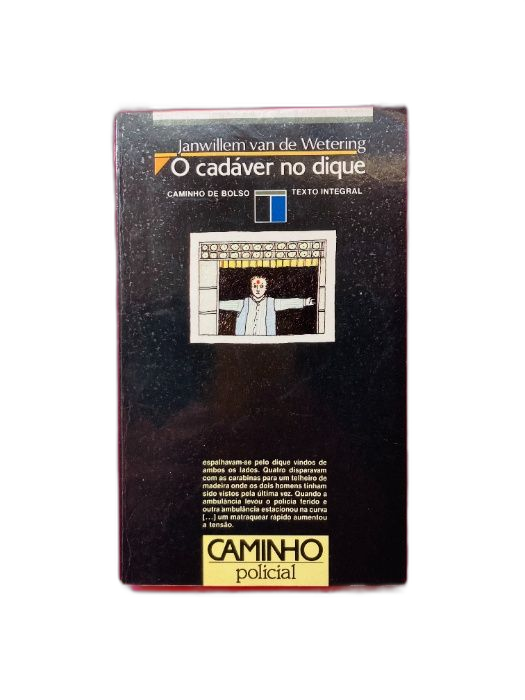 Janwillem van de Wetering
O cadáver no dique
CAMINHO DE BOLSO TEXTO INTEGRAL
espalhavam-se pelo dique vindos de
ambos os lados. Quatro disparavam
com as carabinas para um telheiro de
madeira onde os dois homens tinham
sido vistos pela última vez. Quando a
ambulância levou o polícia ferido e
outra ambulância estacionou na curva
[...] um matraquear rápido aumentou
a tensão.
CAMINHO
policial